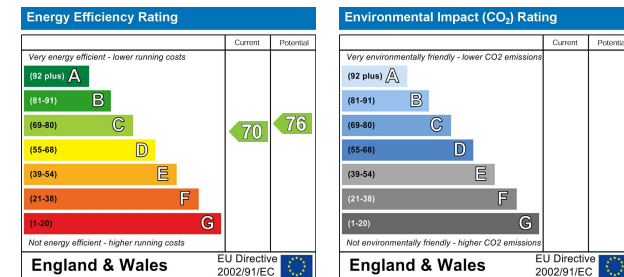 Energy Efficiency Rating
Current Potential
Very energy efficient - lower running costs
(92 plus) A
(81-91) B
(69-80) C
70 76
(55-68) D
(39-54) E
(21-38) F
(1-20) G
Not energy efficient - higher running costs
England & Wales
EU Directive
2002/91/EC
Environmental Impact (CO₂) Rating
Current Potential
Very environmentally friendly - lower CO2 emissions
(92 plus) A
(81-91) B
(69-80) C
(55-68) D
(39-54) E
(21-38) F
(1-20) G
Not environmentally friendly - higher CO2 emissions
England & Wales
EU Directive
2002/91/EC